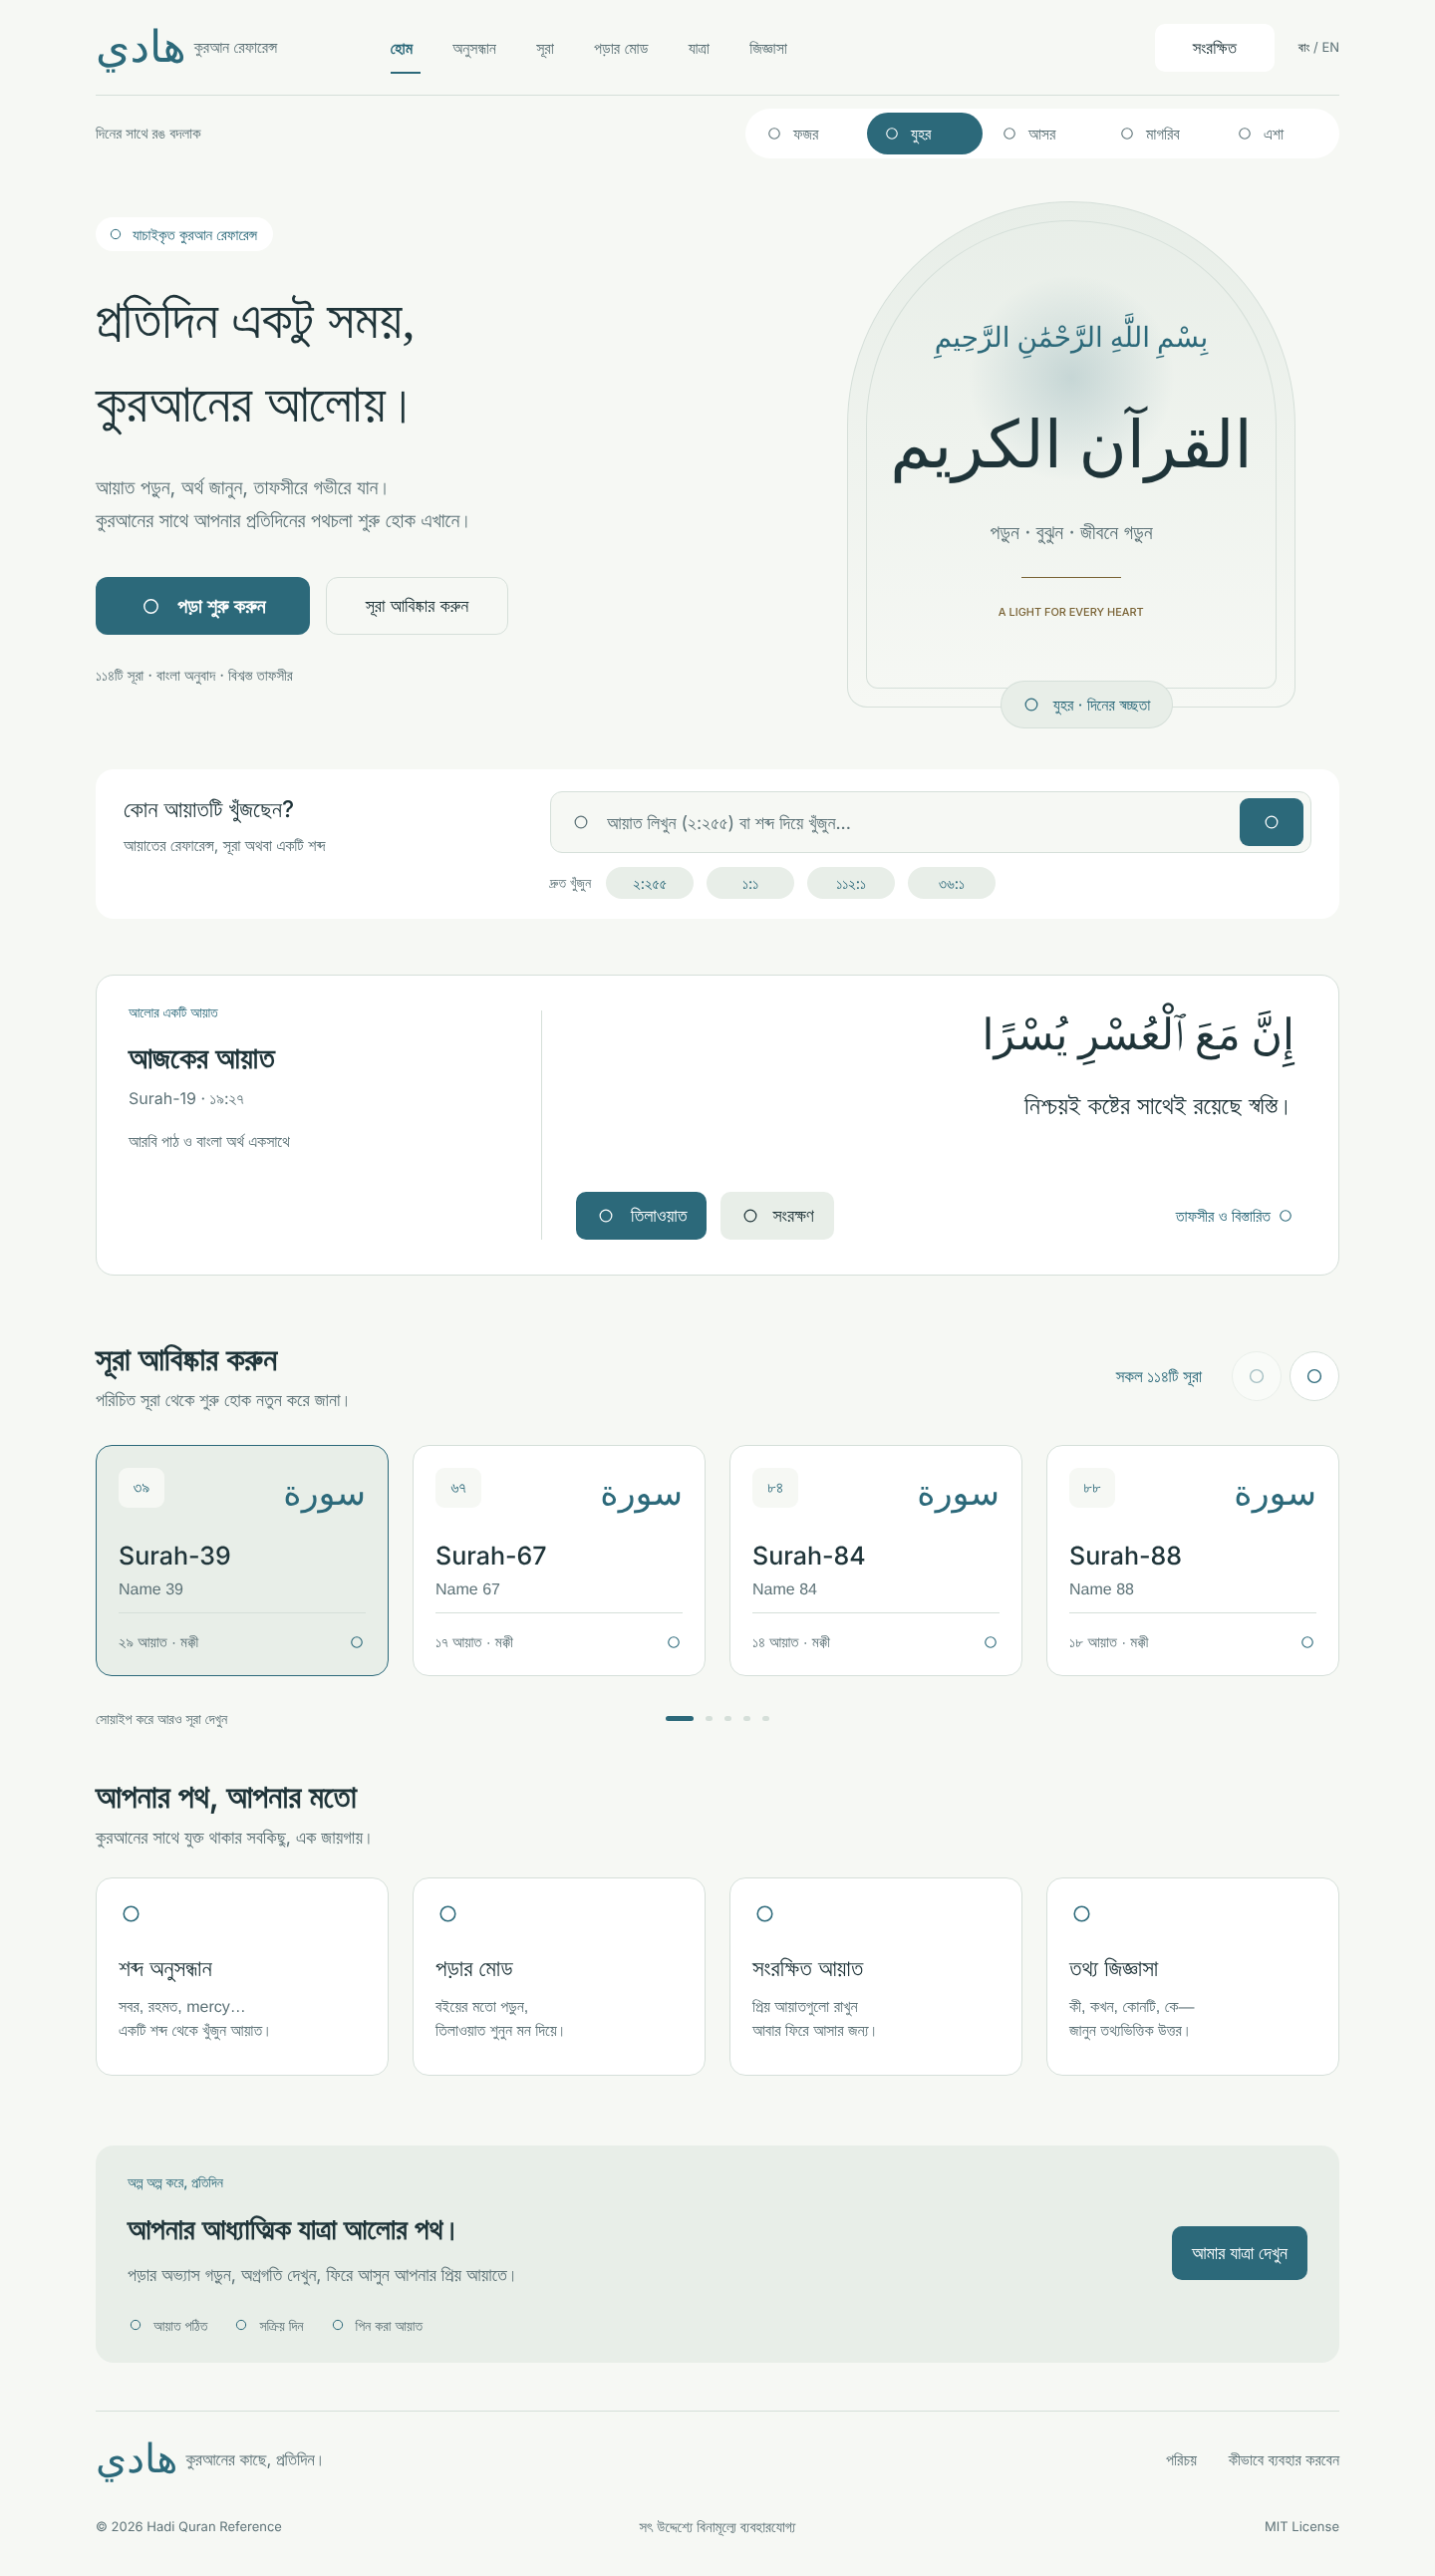 هادي কুরআন রেফারেন্স
হোম
অনুসন্ধান
সূরা
পড়ার মোড
যাত্রা
জিজ্ঞাসা
সংরক্ষিত
বাং / EN
দিনের সাথে রঙ বদলাক
ফজর
যুহর
আসর
মাগরিব
এশা
যাচাইকৃত কুরআন রেফারেন্স
প্রতিদিন একটু সময়,
কুরআনের আলোয়।
আয়াত পড়ুন, অর্থ জানুন, তাফসীরে গভীরে যান।
কুরআনের সাথে আপনার প্রতিদিনের পথচলা শুরু হোক এখানে।
পড়া শুরু করুন
সূরা আবিষ্কার করুন
১১৪টি সূরা · বাংলা অনুবাদ · বিশ্বস্ত তাফসীর
بِسْمِ اللَّهِ الرَّحْمَٰنِ الرَّحِيمِ
القرآن الكريم
পড়ুন · বুঝুন · জীবনে গড়ুন
A LIGHT FOR EVERY HEART
যুহর · দিনের স্বচ্ছতা
কোন আয়াতটি খুঁজছেন?
আয়াতের রেফারেন্স, সূরা অথবা একটি শব্দ
আয়াত লিখুন (২:২৫৫) বা শব্দ দিয়ে খুঁজুন...
দ্রুত খুঁজুন
২:২৫৫
১:১
১১২:১
৩৬:১
আলোর একটি আয়াত
আজকের আয়াত
Surah-19 · ১৯:২৭
আরবি পাঠ ও বাংলা অর্থ একসাথে
إِنَّ مَعَ ٱلْعُسْرِ يُسْرًا
নিশ্চয়ই কষ্টের সাথেই রয়েছে স্বস্তি।
তিলাওয়াত
সংরক্ষণ
তাফসীর ও বিস্তারিত
সূরা আবিষ্কার করুন
পরিচিত সূরা থেকে শুরু হোক নতুন করে জানা।
সকল ১১৪টি সূরা
৩৯
سورة
Surah-39
Name 39
২৯ আয়াত · মক্কী
৬৭
سورة
Surah-67
Name 67
১৭ আয়াত · মক্কী
৮৪
سورة
Surah-84
Name 84
১৪ আয়াত · মক্কী
৮৮
سورة
Surah-88
Name 88
১৮ আয়াত · মক্কী
সোয়াইপ করে আরও সূরা দেখুন
আপনার পথ, আপনার মতো
কুরআনের সাথে যুক্ত থাকার সবকিছু, এক জায়গায়।
শব্দ অনুসন্ধান
সবর, রহমত, mercy...
একটি শব্দ থেকে খুঁজুন আয়াত।
পড়ার মোড
বইয়ের মতো পড়ুন,
তিলাওয়াত শুনুন মন দিয়ে।
সংরক্ষিত আয়াত
প্রিয় আয়াতগুলো রাখুন
আবার ফিরে আসার জন্য।
তথ্য জিজ্ঞাসা
কী, কখন, কোনটি, কে—
জানুন তথ্যভিত্তিক উত্তর।
অল্প অল্প করে, প্রতিদিন
আপনার আধ্যাত্মিক যাত্রা আলোর পথ।
পড়ার অভ্যাস গড়ুন, অগ্রগতি দেখুন, ফিরে আসুন আপনার প্রিয় আয়াতে।
আয়াত পঠিত
সক্রিয় দিন
পিন করা আয়াত
আমার যাত্রা দেখুন
هادي কুরআনের কাছে, প্রতিদিন।
পরিচয়
কীভাবে ব্যবহার করবেন
© 2026 Hadi Quran Reference
সৎ উদ্দেশ্যে বিনামূল্যে ব্যবহারযোগ্য
MIT License